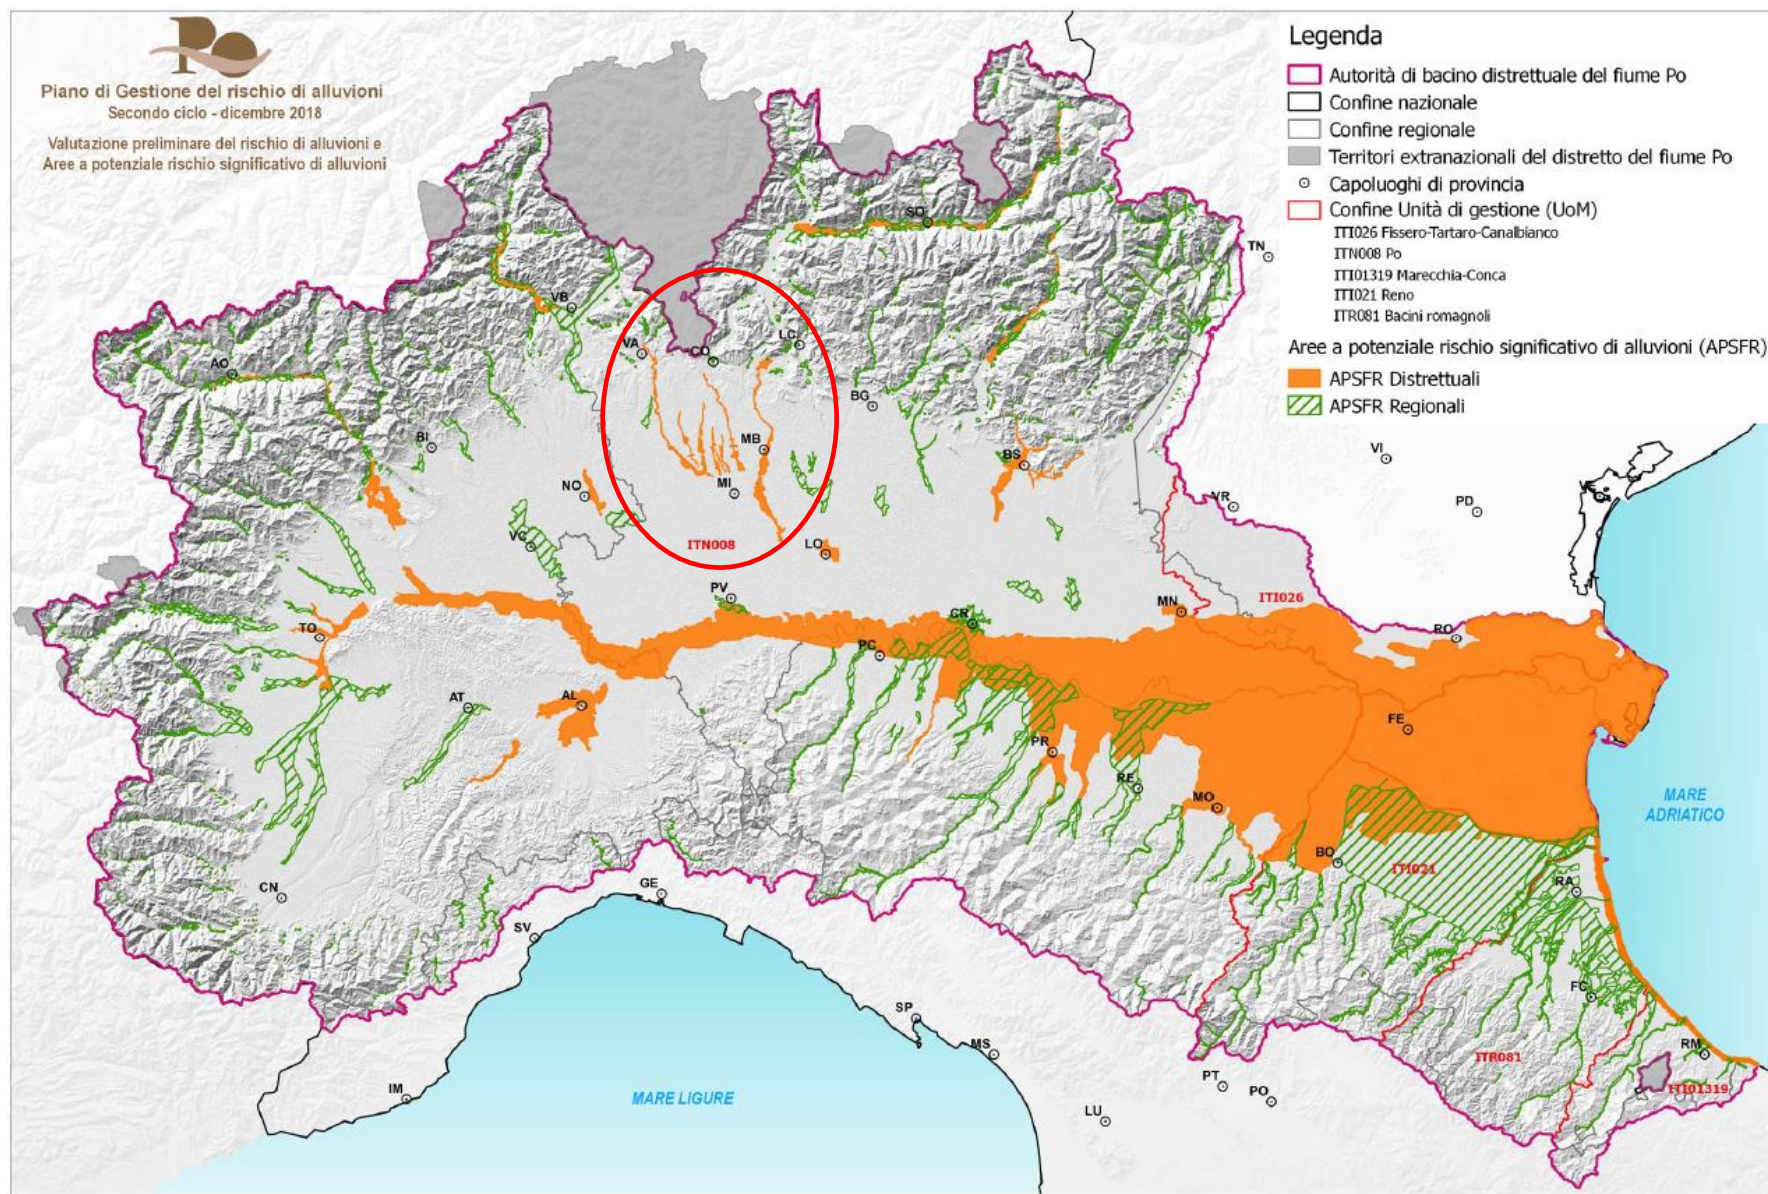 PO
Piano di Gestione del rischio di alluvioni
Secondo ciclo - dicembre 2018
Valutazione preliminare del rischio di alluvioni e
Aree a potenziale rischio significativo di alluvioni
Legenda
Autorità di bacino distrettuale del fiume Po
Confine nazionale
Confine regionale
Territori extranazionali del distretto del fiume Po
Capoluoghi di provincia
Confine Unità di gestione (UoM)
ITI026 Fissero-Tartaro-Canalbianco
ITN008 Po
ITI01319 Marecchia-Conca
ITI021 Reno
ITR081 Bacini romagnoli
Aree a potenziale rischio significativo di alluvioni (APSFR)
APSFR Distrettuali
APSFR Regionali
SO
TN
VB
VA
CO
LC
AO
BG
BI
MB
BS
VI
NO
MI
VR
PD
VE
VC
ITN008
LO
PV
MN
ITI026
TO
CR
RO
PC
AT
AL
FE
PR
RE
MO
MARE
ADRIATICO
BO
ITI021
RA
CN
GE
SV
FC
SP
MS
RM
ITR081
PT
PO
ITI01319
IM
MARE LIGURE
LU